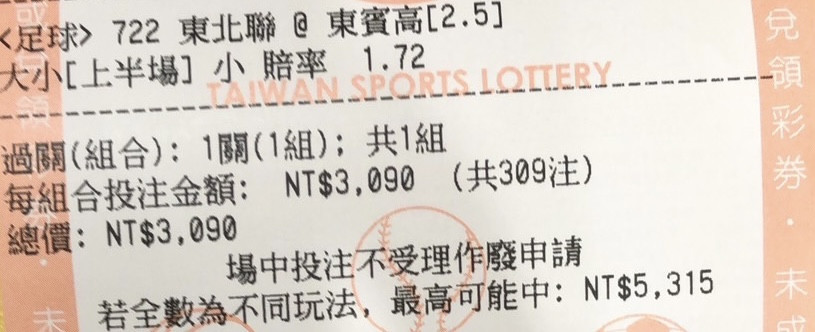 <足球> 722 東北聯 @ 東賓高[2.5]
大小[上半場] 小 賠率 1.72
TAIWAN SPORTS LOTTERY
過關(組合): 1關(1組); 共1組
每組合投注金額: NT$3,090 (共309注)
總價: NT$3,090
場中投注不受理作廢申請
若全數為不同玩法, 最高可能中: NT$5,315
兌領彩券・未